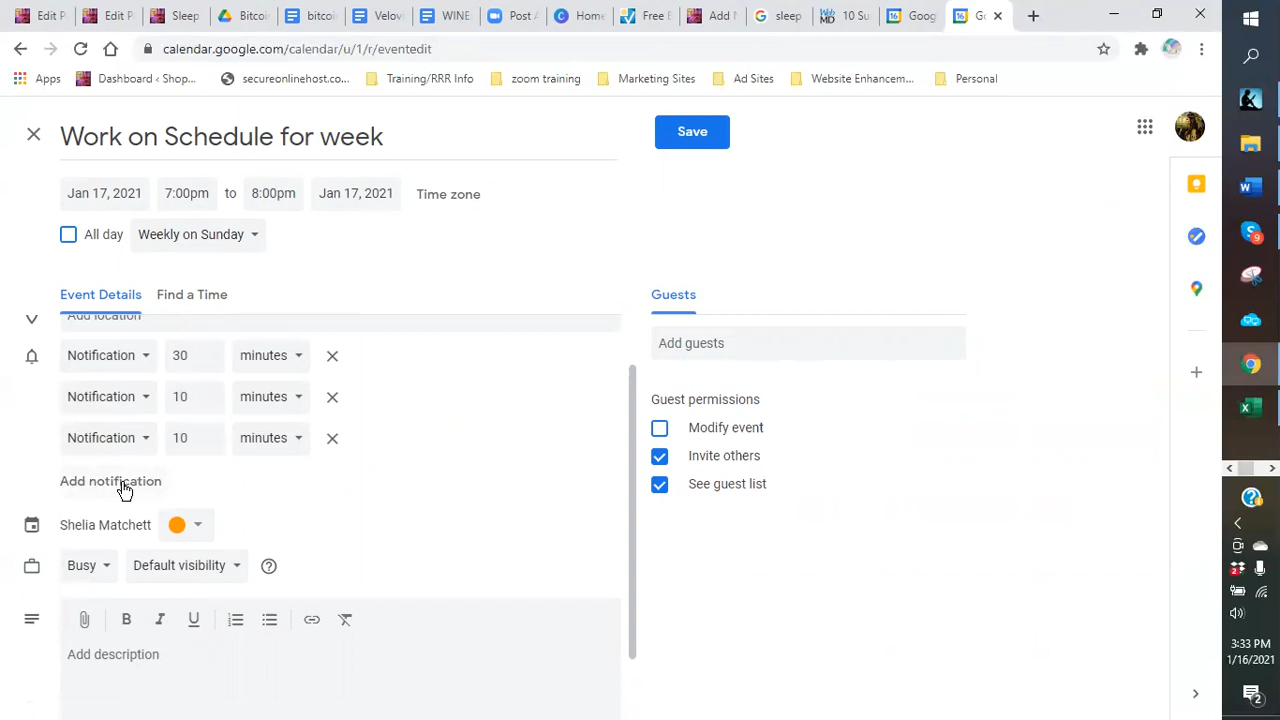 Edit P
Edit P
Sleep
Bitcoi
bitcoi
Velov
WINE
Post A
Home
Free E
Add N
sleep
10 Su
Goog
Go
calendar.google.com/calendar/u/1/r/eventedit
Apps
Dashboard ‹ Shop...
secureonlinehost.co...
Training/RRR Info
zoom training
Marketing Sites
Ad Sites
Website Enhancem...
Personal
Work on Schedule for week
Save
Jan 17, 2021
7:00pm
to
8:00pm
Jan 17, 2021
Time zone
All day
Weekly on Sunday
Event Details
Find a Time
Guests
Add location
Add guests
Notification
30
minutes
Notification
10
minutes
Notification
10
minutes
Add notification
Guest permissions
Modify event
Invite others
See guest list
Shelia Matchett
Busy
Default visibility
B I U
Add description
9
2
3:33 PM
1/16/2021
2